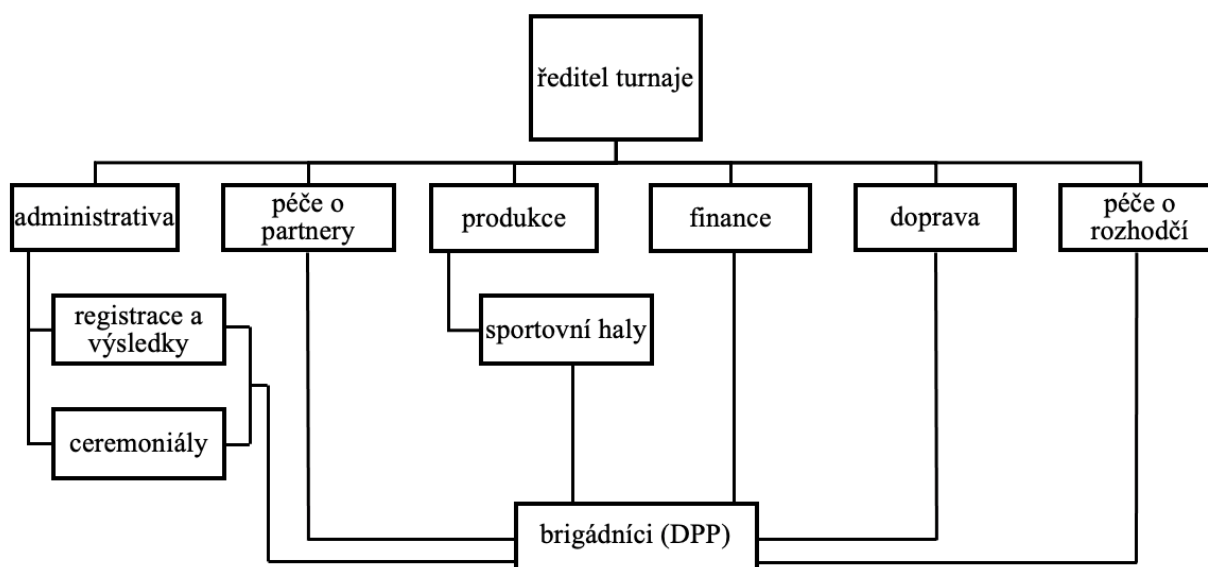 ředitel turnaje
administrativa
péče o
partnery
produkce
finance
doprava
péče o
rozhodčí
registrace a
výsledky
sportovní haly
ceremoniály
brigádníci (DPP)